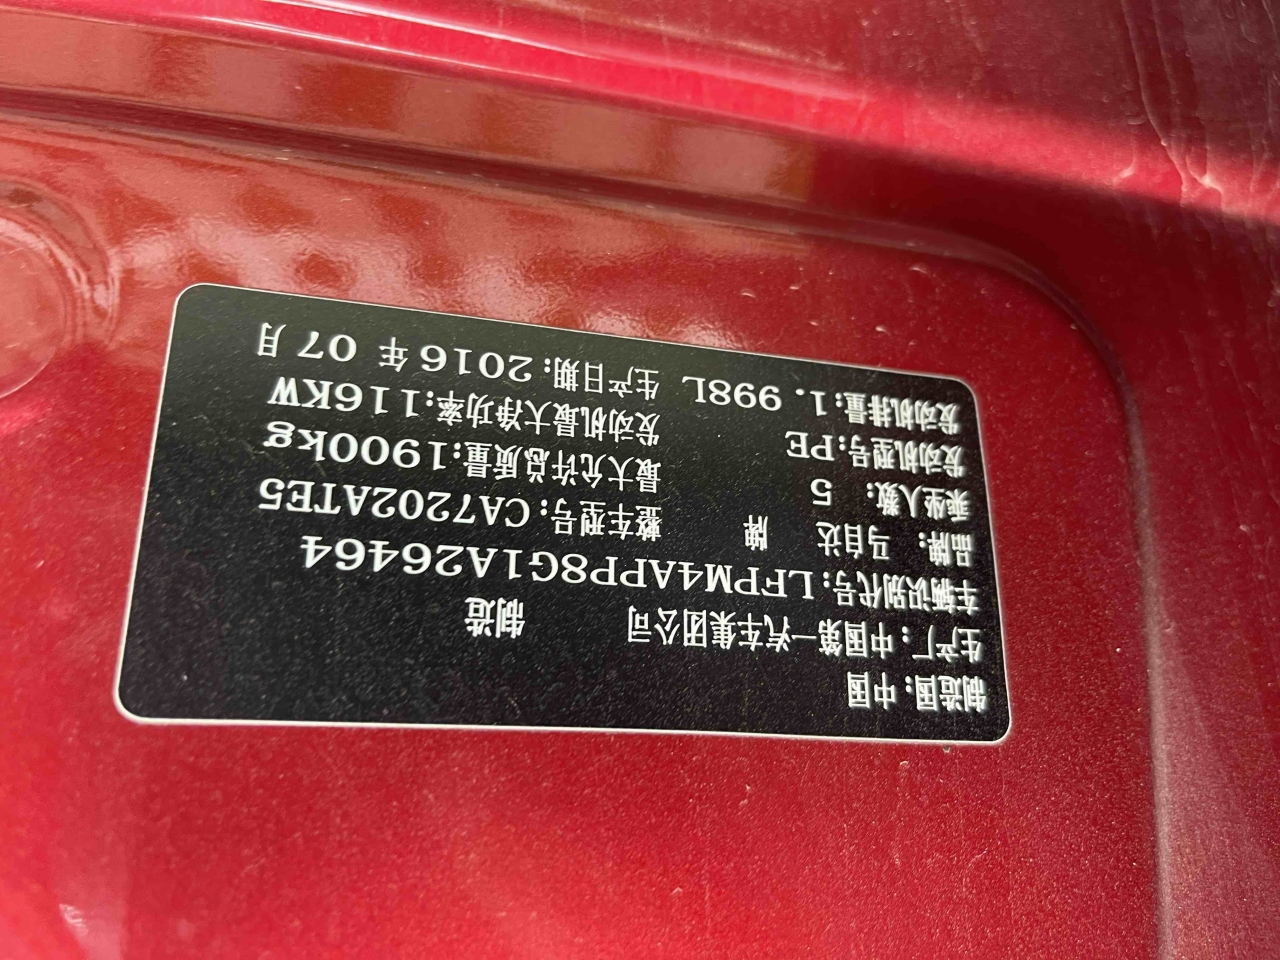 制造国:中国
生产厂:中国第一汽车集团公司 制造
车辆识别代号:LFPM4APP8G1A26464
品牌: 马自达 牌 整车型号:CA7202ATE5
乘坐人数: 5 最大允许总质量:1900kg
发动机型号:PE 发动机最大净功率:116KW
发动机排量:1.998L 生产日期:2016年07月